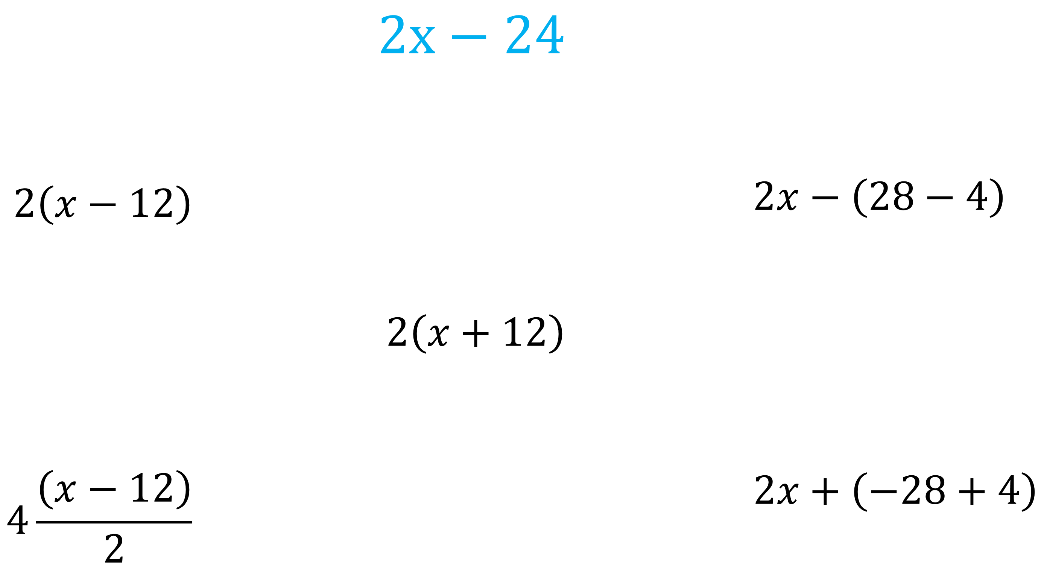 2x − 24
2(x − 12)
2x − (28 − 4)
2(x + 12)
4 (x − 12)/2
2x + (−28 + 4)